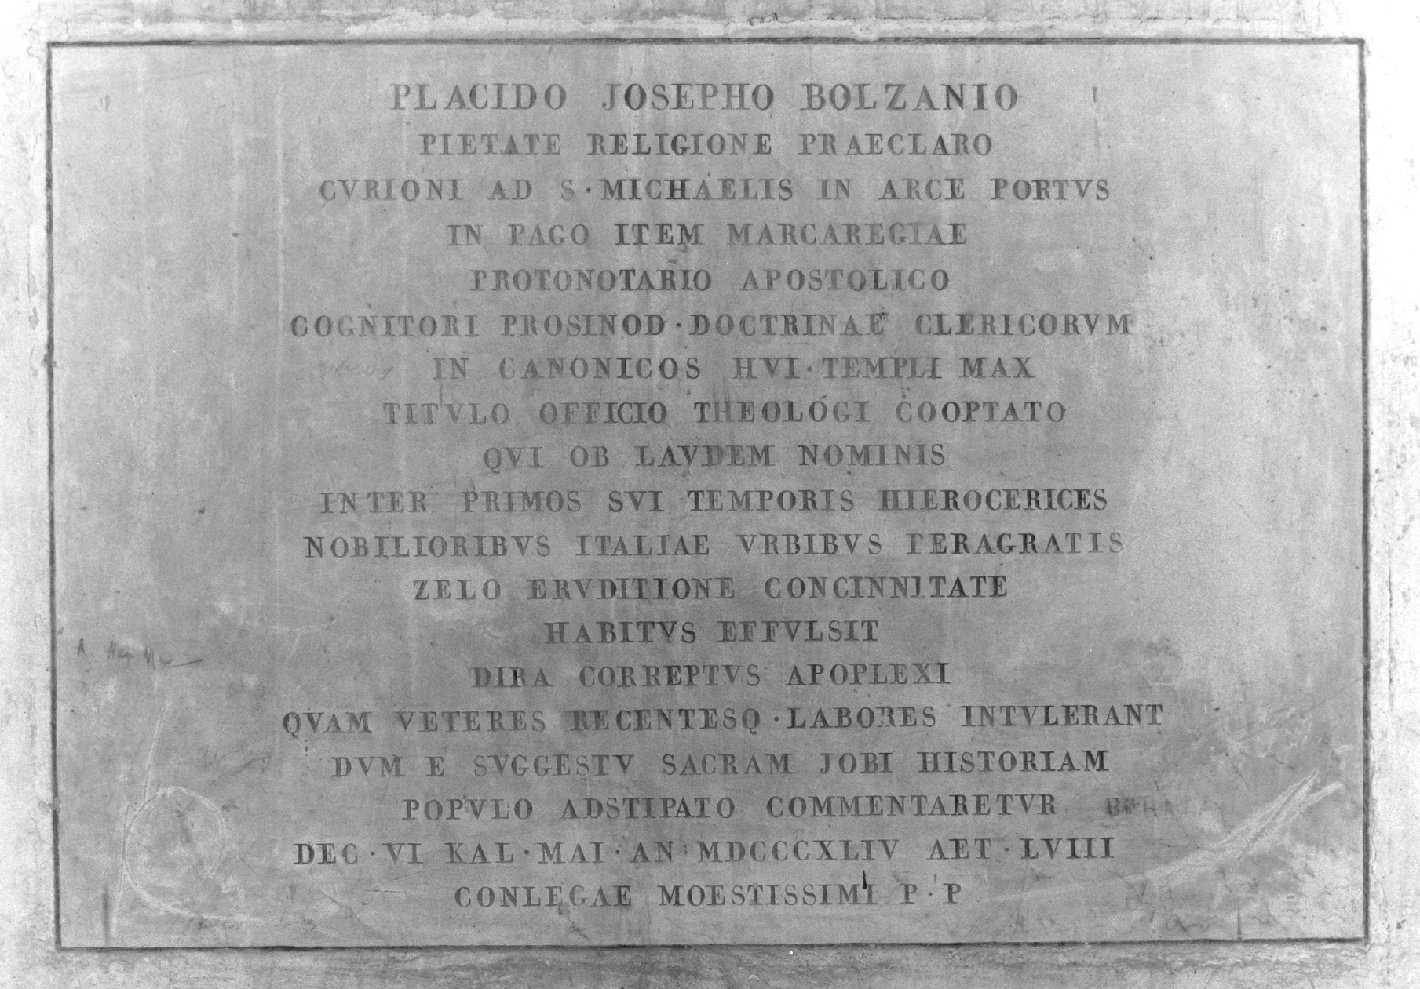 PLACIDO JOSEPHO BOLZANIO
PIETATE RELIGIONE PRAECLARO
CVRIONI AD S·MICHAELIS IN ARCE PORTVS
IN PAGO ITEM MARCAREGIAE
PROTONOTARIO APOSTOLICO
COGNITORI PROSINOD·DOCTRINAE CLERICORVM
IN CANONICOS HVI·TEMPLI MAX
TITVLO OFFICIO THEOLOGI COOPTATO
QVI OB LAVDEM NOMINIS
INTER PRIMOS SVI TEMPORIS HIEROCERICES
NOBILIORIBVS ITALIAE VRBIBVS PERAGRATIS
ZELO ERVDITIONE CONCINNITATE
HABITVS EFFVLSIT
DIRA CORREPTVS APOPLEXI
QVAM VETERES RECENTESQ·LABORES INTVLERANT
DVM E SVGGESTV SACRAM JOBI HISTORIAM
POPVLO ADSTIPATO COMMENTARETVR
DEC·VI KAL·MAI·AN·MDCCCXLIV AET·LVIII
CONLEGAE MOESTISSIMI P·P